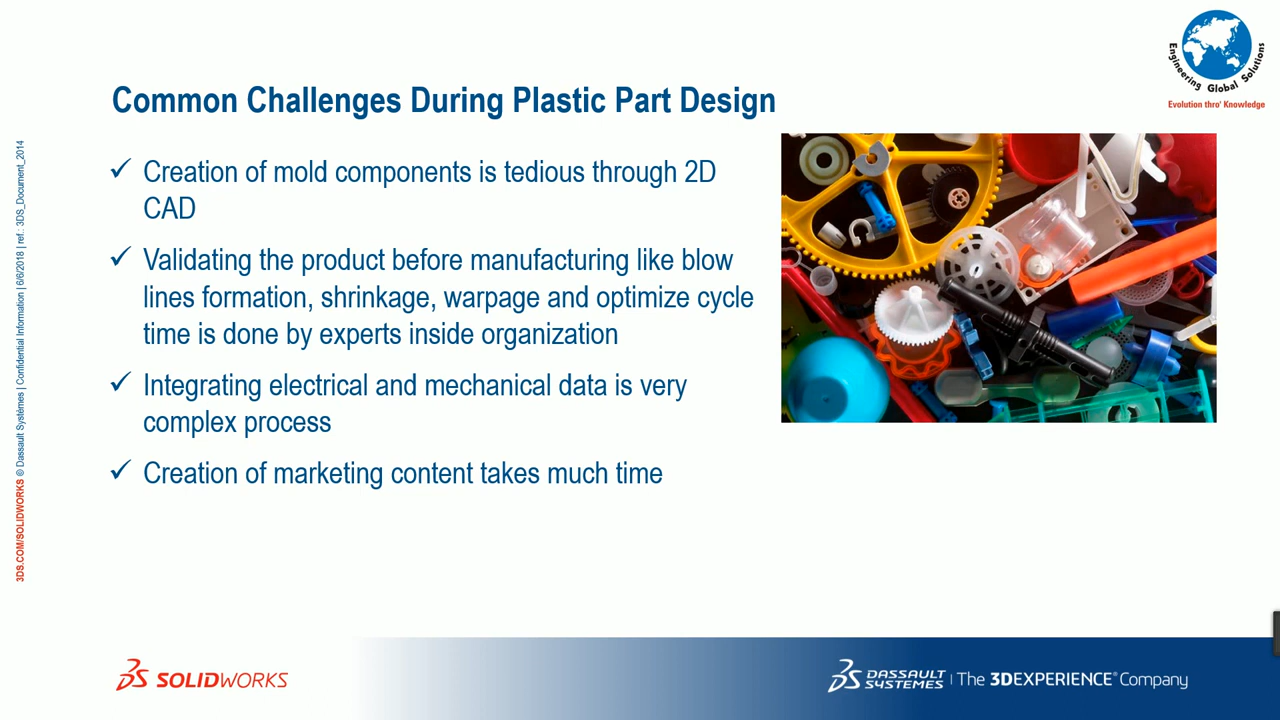 Engineering Global Solutions
Evolution thro' Knowledge
Common Challenges During Plastic Part Design
✓ Creation of mold components is tedious through 2D
CAD
✓ Validating the product before manufacturing like blow
lines formation, shrinkage, warpage and optimize cycle
time is done by experts inside organization
✓ Integrating electrical and mechanical data is very
complex process
✓ Creation of marketing content takes much time
3DS.COM/SOLIDWORKS © Dassault Systèmes | Confidential Information | 6/6/2018 | ref.: 3DS_Document_2014
SOLIDWORKS
DASSAULT
SYSTEMES | The 3DEXPERIENCE® Company